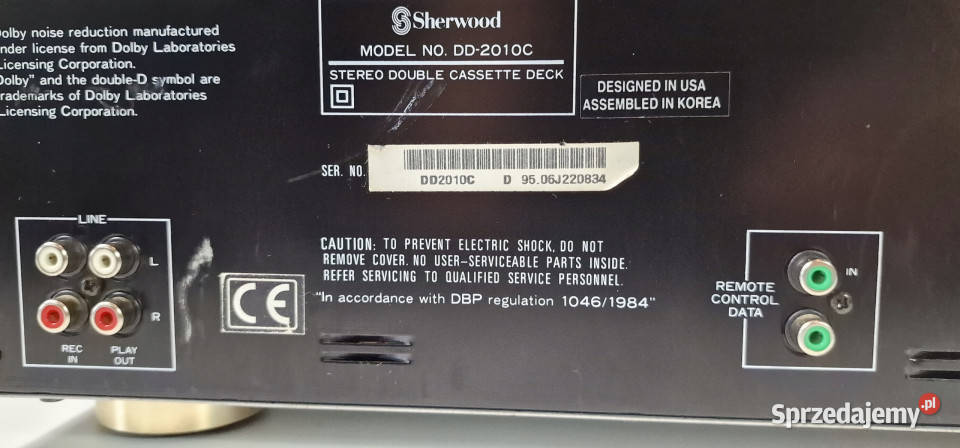 olby noise reduction manufactured
nder license from Dolby Laboratories
Licensing Corporation.
Dolby" and the double-D symbol are
rademarks of Dolby Laboratories
Licensing Corporation.
Sherwood
MODEL NO. DD-2010C
STEREO DOUBLE CASSETTE DECK
DESIGNED IN USA
ASSEMBLED IN KOREA
SER. NO.
DD2010C D 95.06J220834
LINE
L
R
REC IN
PLAY OUT
CE
CAUTION: TO PREVENT ELECTRIC SHOCK, DO NOT
REMOVE COVER. NO USER-SERVICEABLE PARTS INSIDE.
REFER SERVICING TO QUALIFIED SERVICE PERSONNEL.
"In accordance with DBP regulation 1046/1984"
REMOTE
CONTROL
DATA
IN
Sprzedajemy.pl